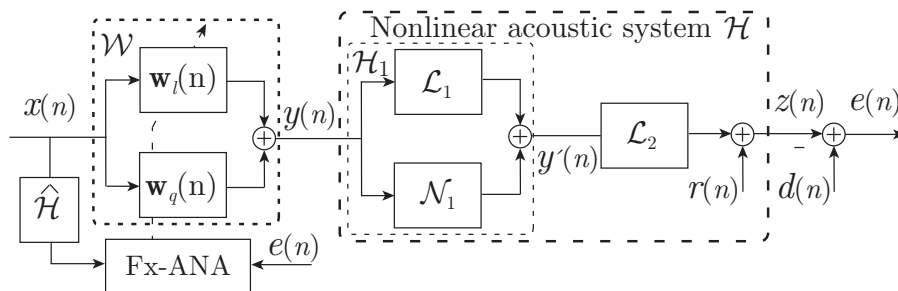 Nonlinear acoustic system ℋ
𝒲
ℋ₁
w_l(n)
ℒ₁
x(n)
y(n)
z(n)
e(n)
+
+
+
+
ℒ₂
y´(n)
–
w_q(n)
𝒩₁
r(n)
d(n)
ℋ̂
Fx-ANA
e(n)